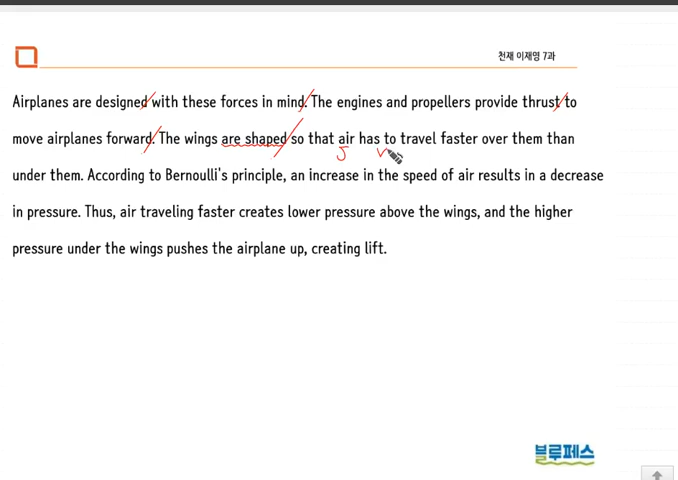 천재 이재영 7과
Airplanes are designed with these forces in mind. The engines and propellers provide thrust to
move airplanes forward. The wings are shaped so that air has to travel faster over them than
S V
under them. According to Bernoulli's principle, an increase in the speed of air results in a decrease
in pressure. Thus, air traveling faster creates lower pressure above the wings, and the higher
pressure under the wings pushes the airplane up, creating lift.
블루페스